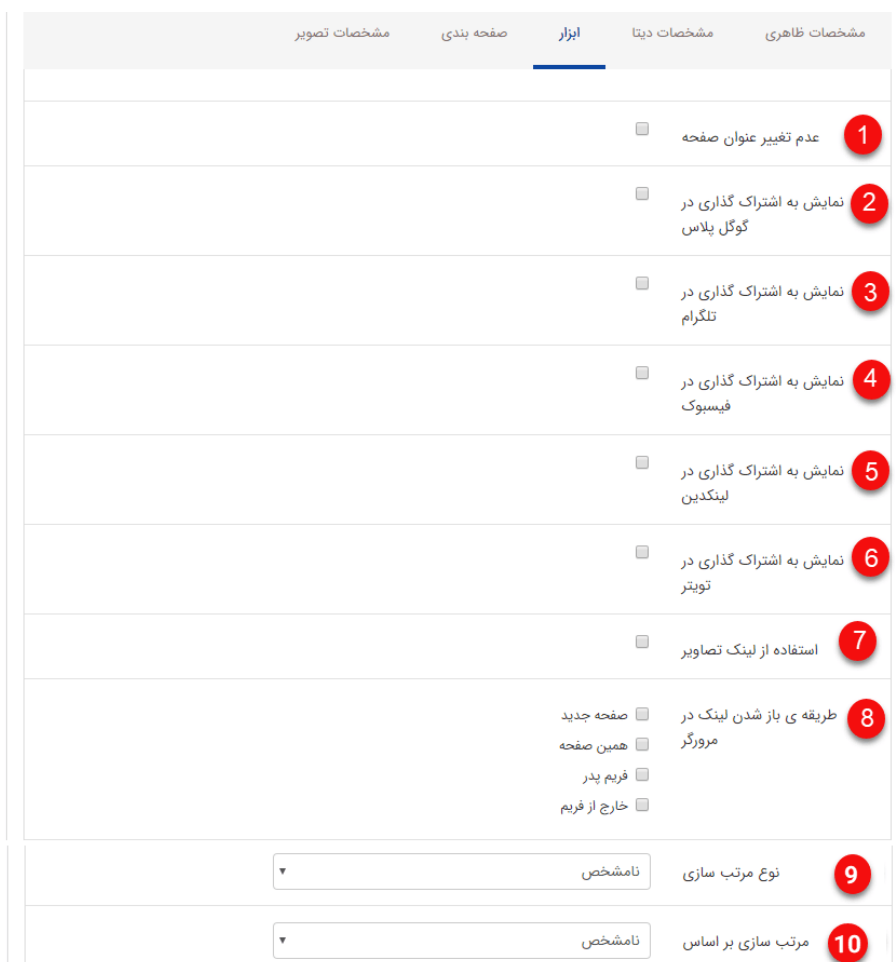 مشخصات ظاهری مشخصات دیتا ابزار صفحه بندی مشخصات تصویر
1 عدم تغییر عنوان صفحه
2 نمایش به اشتراک گذاری در
گوگل پلاس
3 نمایش به اشتراک گذاری در
تلگرام
4 نمایش به اشتراک گذاری در
فیسبوک
5 نمایش به اشتراک گذاری در
لینکدین
6 نمایش به اشتراک گذاری در
تویتر
7 استفاده از لینک تصاویر
8 طریقه ی باز شدن لینک در
مرورگر
صفحه جدید
همین صفحه
فریم پدر
خارج از فریم
9 نوع مرتب سازی نامشخص
10 مرتب سازی بر اساس نامشخص